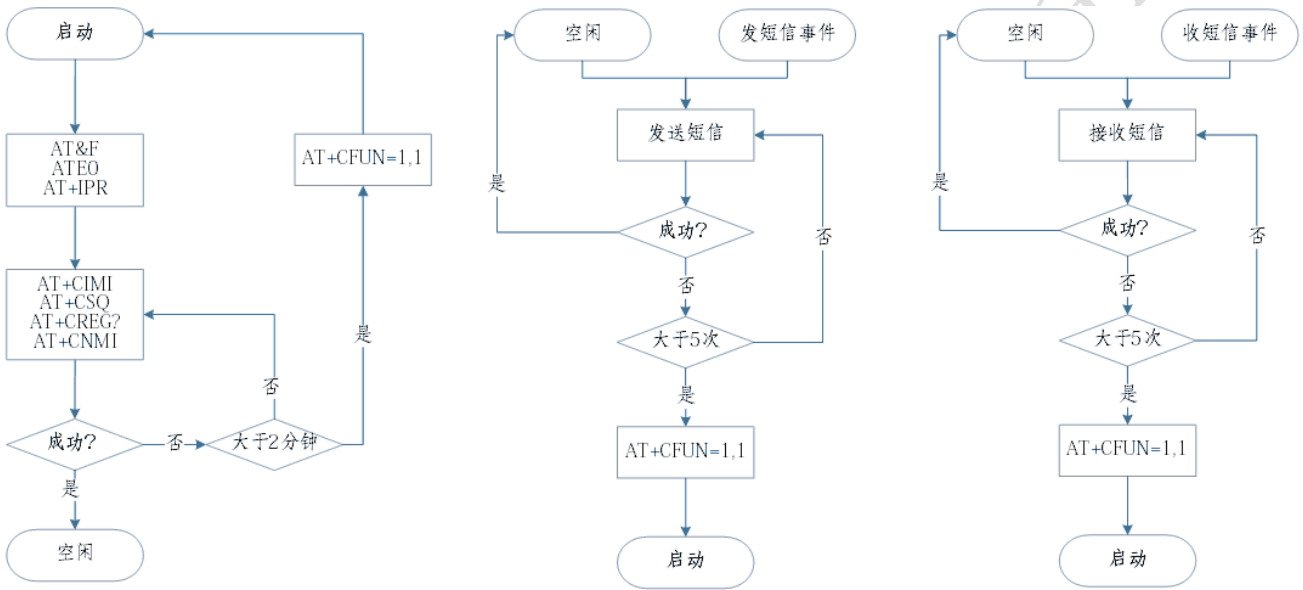 启动
AT&F
ATE0
AT+IPR
AT+CFUN=1,1
AT+CIMI
AT+CSQ
AT+CREG?
AT+CNMI
是
否
成功?
否
大于2分钟
是
空闲
空闲
发短信事件
发送短信
是
成功?
否
否
大于5次
是
AT+CFUN=1,1
启动
空闲
收短信事件
接收短信
是
成功?
否
否
大于5次
是
AT+CFUN=1,1
启动